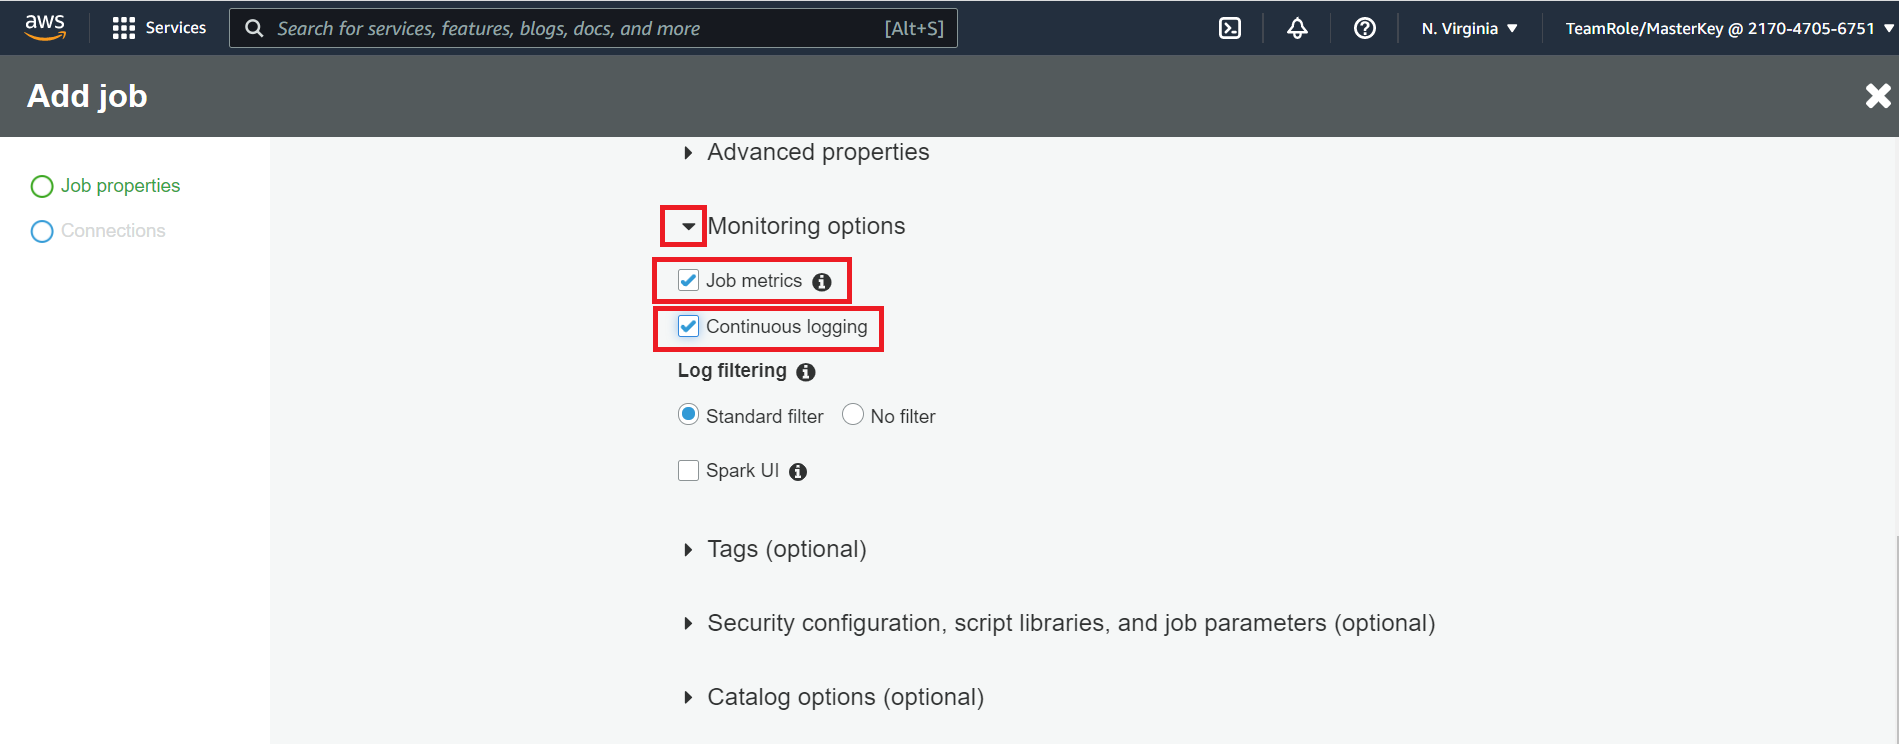 aws
Services
Search for services, features, blogs, docs, and more
[Alt+S]
N. Virginia
TeamRole/MasterKey @ 2170-4705-6751
Add job
Job properties
Connections
Advanced properties
Monitoring options
Job metrics
Continuous logging
Log filtering
Standard filter
No filter
Spark UI
Tags (optional)
Security configuration, script libraries, and job parameters (optional)
Catalog options (optional)